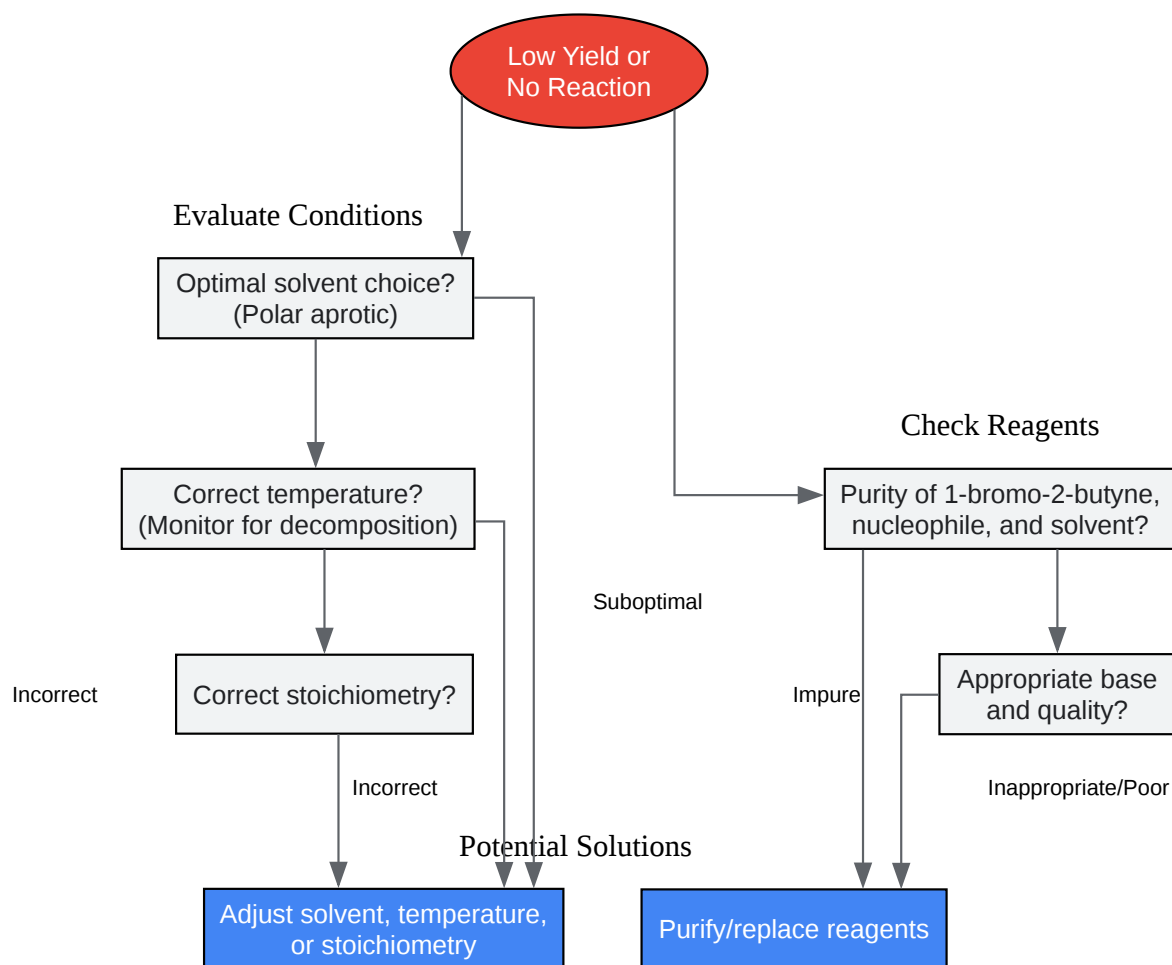 Low Yield or
No Reaction
Evaluate Conditions
Optimal solvent choice?
(Polar aprotic)
Check Reagents
Correct temperature?
(Monitor for decomposition)
Purity of 1-bromo-2-butyne,
nucleophile, and solvent?
Suboptimal
Incorrect
Correct stoichiometry?
Impure
Appropriate base
and quality?
Incorrect
Inappropriate/Poor
Potential Solutions
Adjust solvent, temperature,
or stoichiometry
Purify/replace reagents